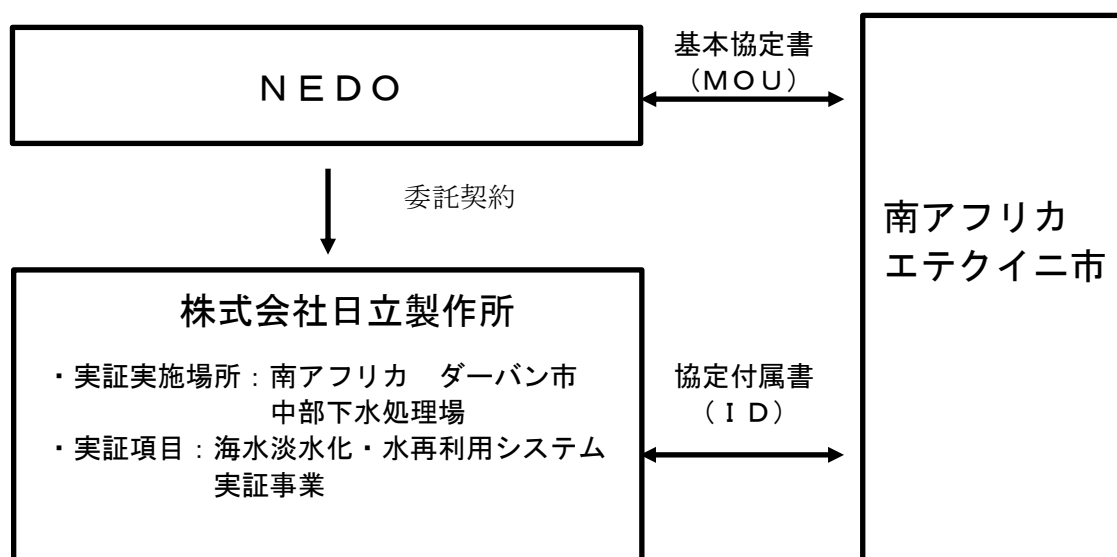 NEDO
基本協定書
(MOU)
委託契約
南アフリカ
エテクイニ市
株式会社日立製作所
・実証実施場所：南アフリカ　ダーバン市
中部下水処理場
・実証項目：海水淡水化・水再利用システム
実証事業
協定付属書
(ID)